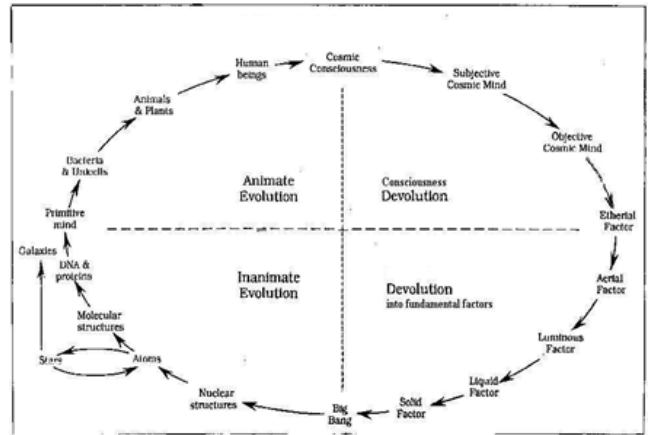 Cosmic
Consciousness
Subjective
Cosmic Mind
Objective
Cosmic Mind
Etherial
Factor
Aerial
Factor
Luminous
Factor
Liquid
Factor
Solid
Factor
Big
Bang
Nuclear
structures
Atoms
Stars
Galaxies
Molecular
structures
DNA &
proteins
Primitive
mind
Bacteria
& Unicells
Animals
& Plants
Human
beings
Animate
Evolution
Consciousness
Devolution
Inanimate
Evolution
Devolution
into fundamental factors